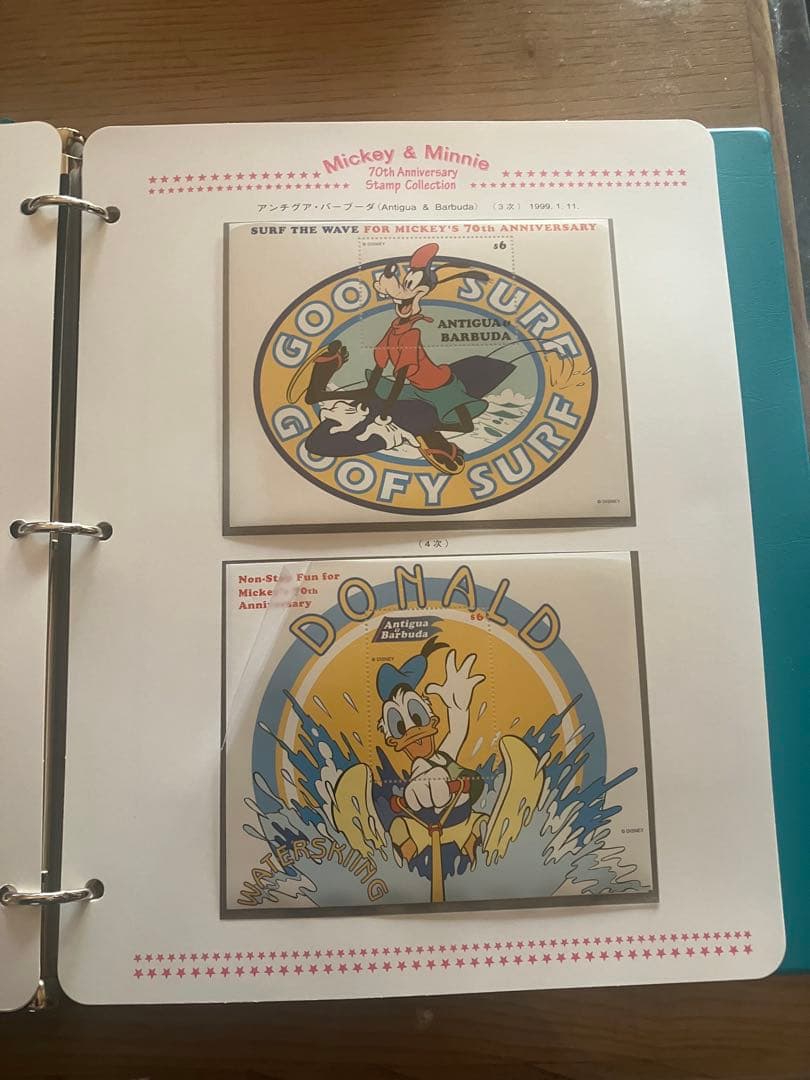 Mickey & Minnie
70th Anniversary
Stamp Collection
アンチグア・バーブーダ (Antigua & Barbuda) (3次) 1999. 1. 11.
SURF THE WAVE FOR MICKEY'S 70th ANNIVERSARY
© DISNEY
$6
GOOFY SURF
ANTIGUA &
BARBUDA
GOOFY SURF
© DISNEY
(4次)
Non-Stop Fun for
Mickey's 70th
Anniversary
DONALD
Antigua
&
Barbuda
$6
© DISNEY
© DISNEY
WATERSKIING